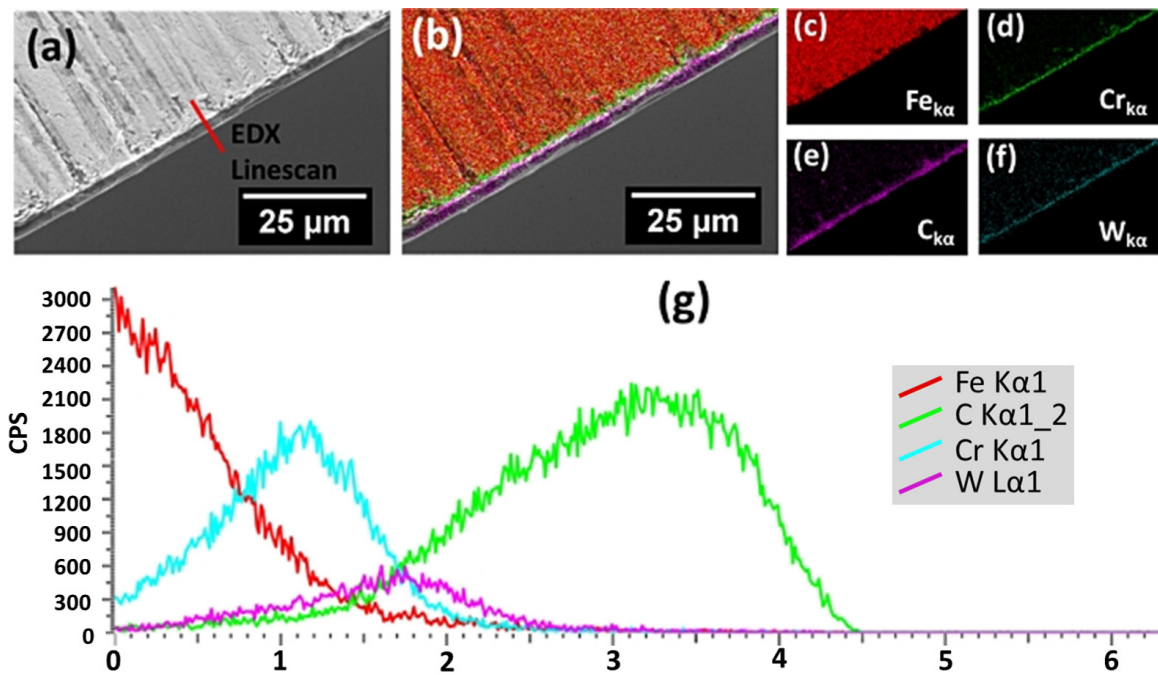 (a)
EDX
Linescan
25 µm
(b)
25 µm
(c)
Fekα
(d)
Crkα
(e)
Ckα
(f)
Wkα
(g)
CPS
3000
2700
2400
2100
1800
1500
1200
900
600
300
0
0 1 2 3 4 5 6
Fe Kα1
C Kα1_2
Cr Kα1
W Lα1